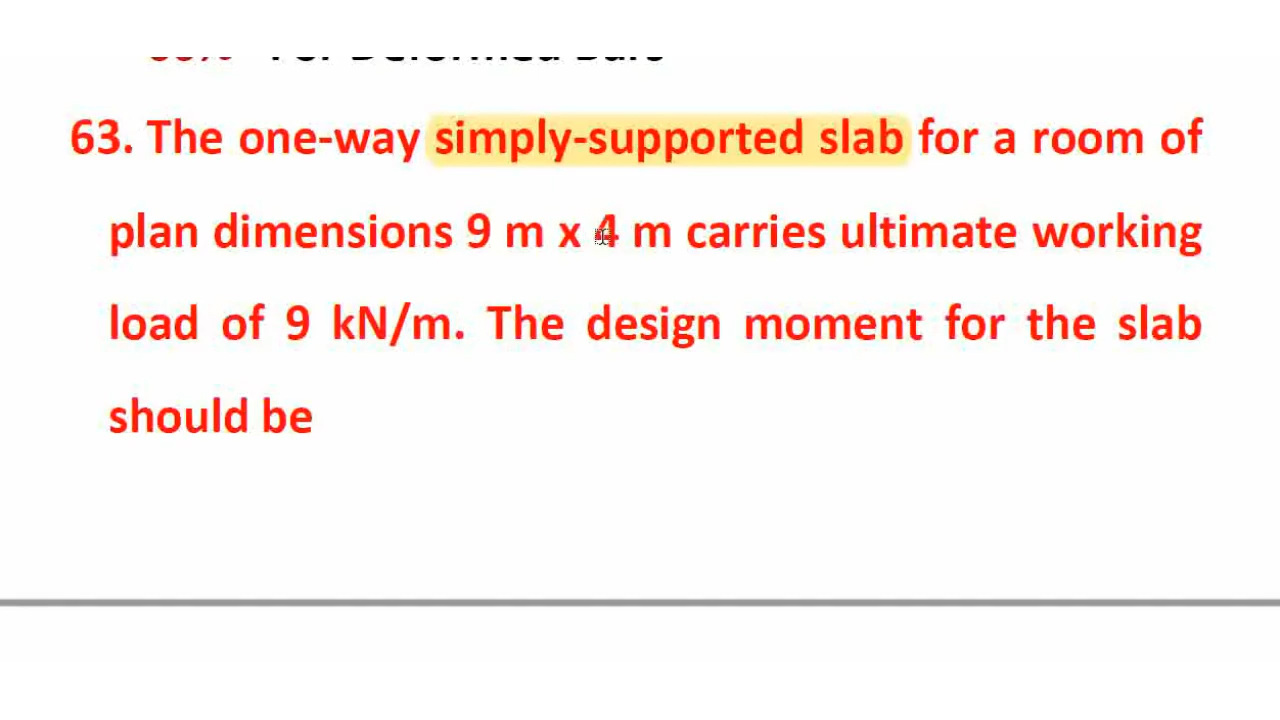 63. The one-way simply-supported slab for a room of
plan dimensions 9 m x 4 m carries ultimate working
load of 9 kN/m. The design moment for the slab
should be